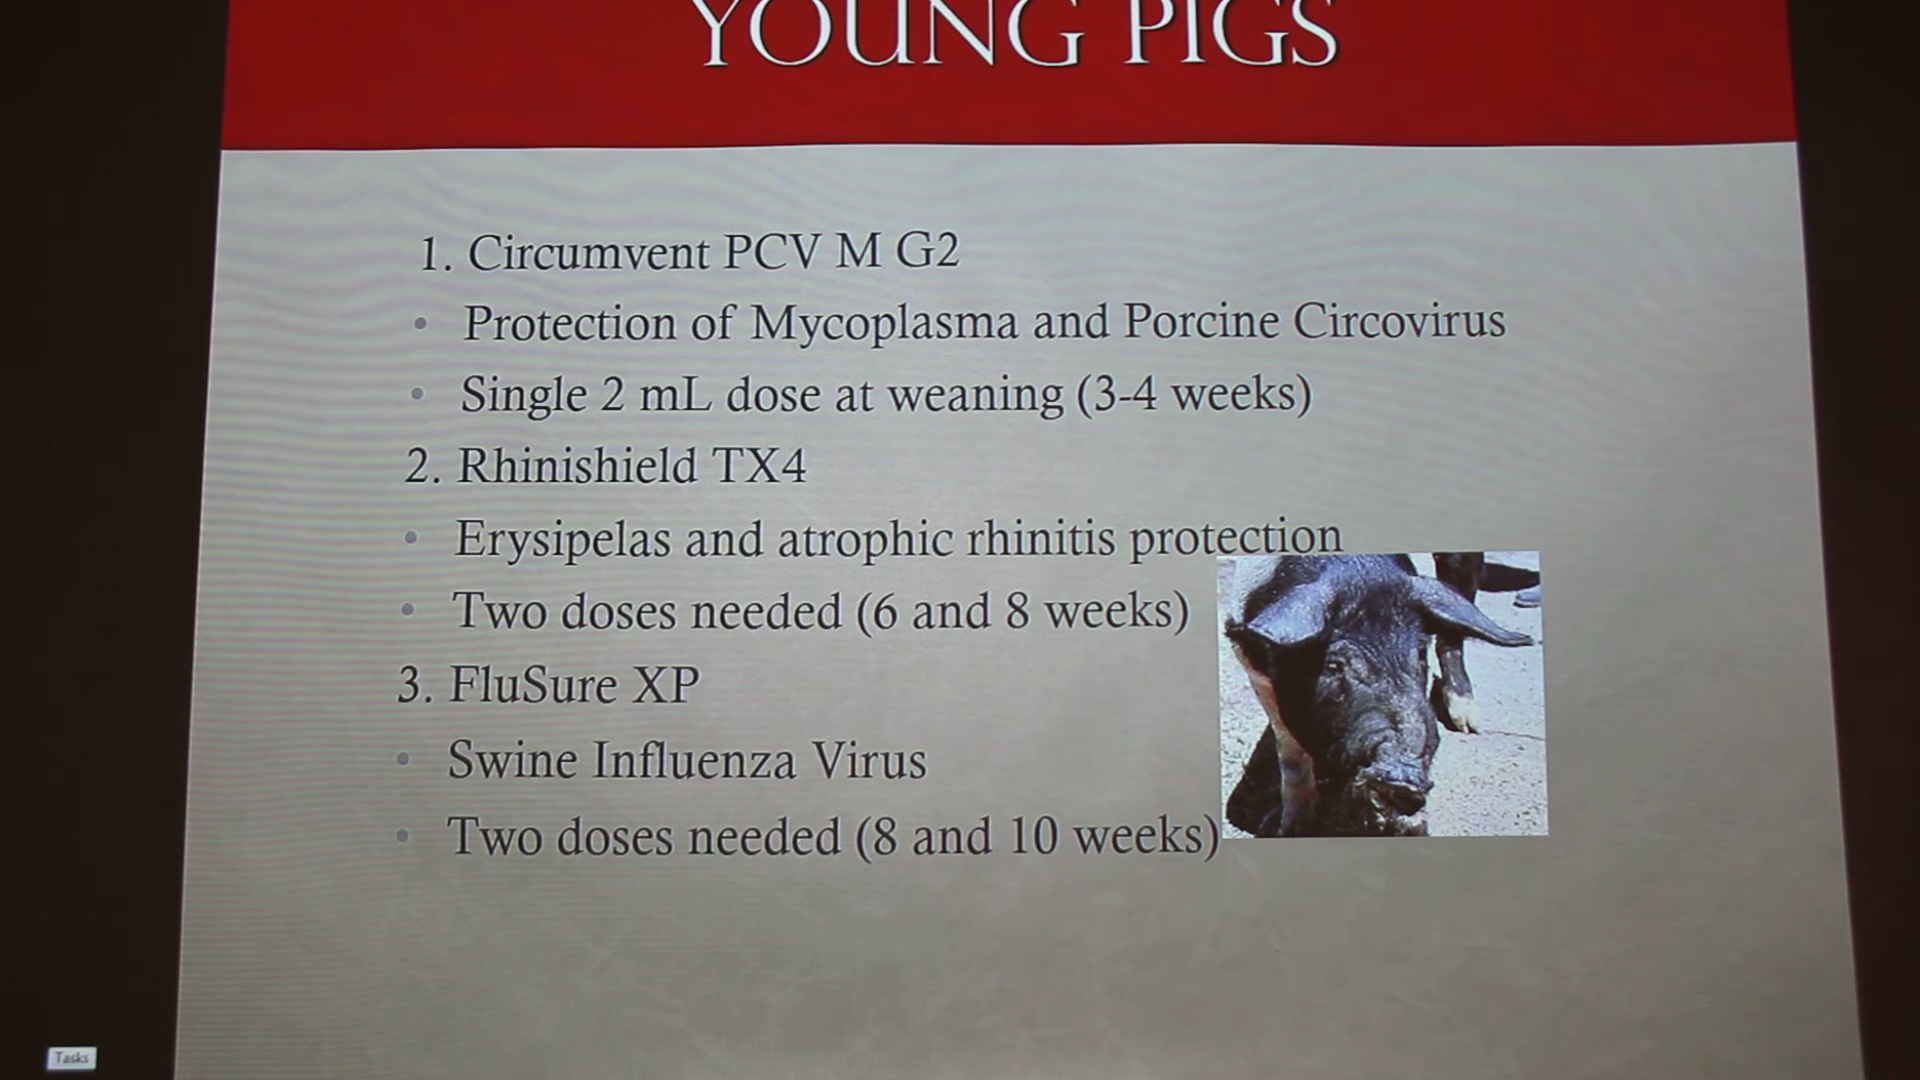 YOUNG PIGS
1. Circumvent PCV M G2
• Protection of Mycoplasma and Porcine Circovirus
• Single 2 mL dose at weaning (3-4 weeks)
2. Rhinishield TX4
• Erysipelas and atrophic rhinitis protection
• Two doses needed (6 and 8 weeks)
3. FluSure XP
• Swine Influenza Virus
• Two doses needed (8 and 10 weeks)
Tasks